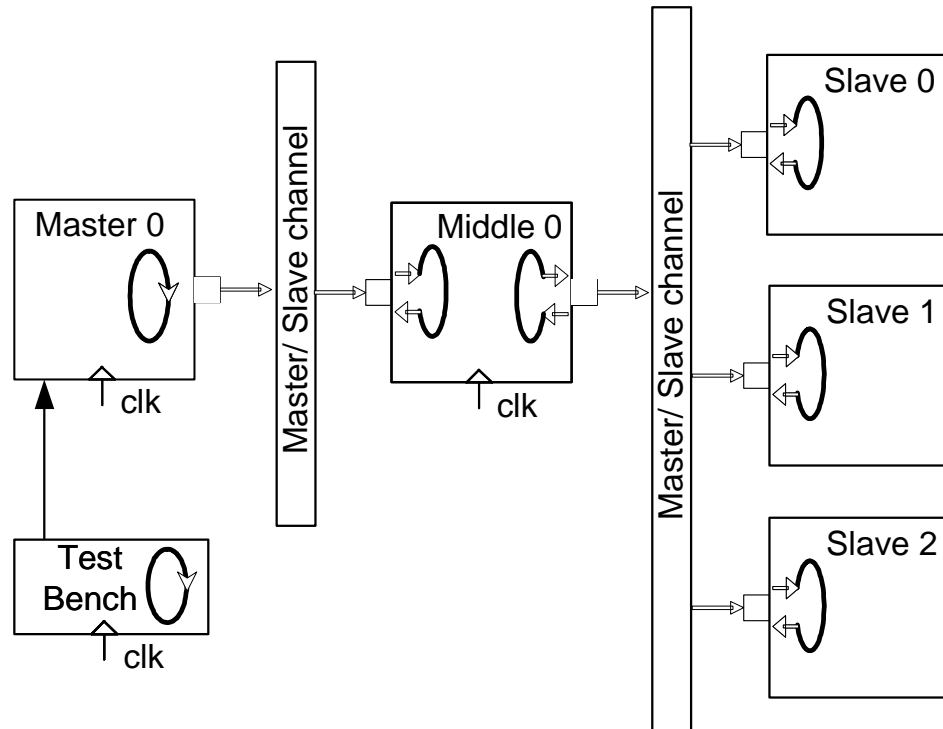 Master 0
clk
Test
Bench
clk
Master/ Slave channel
Middle 0
clk
Master/ Slave channel
Slave 0
Slave 1
Slave 2